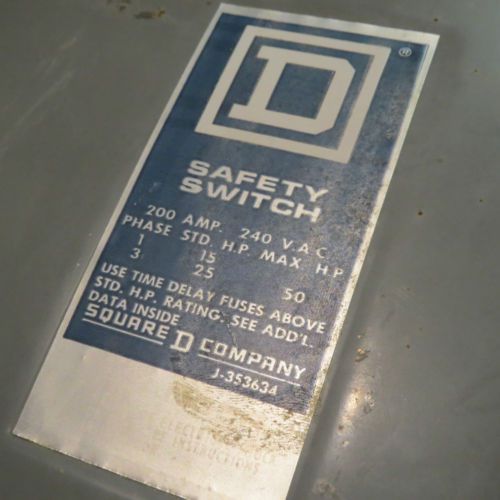 D
®
SAFETY
SWITCH
200 AMP. 240 V.A C
PHASE STD. H.P. MAX H.P
1 15
3 25 50
USE TIME DELAY FUSES ABOVE
STD. H.P. RATING. SEE ADD'L
DATA INSIDE
SQUARE D COMPANY
J-353634
INSTRUCTIONS